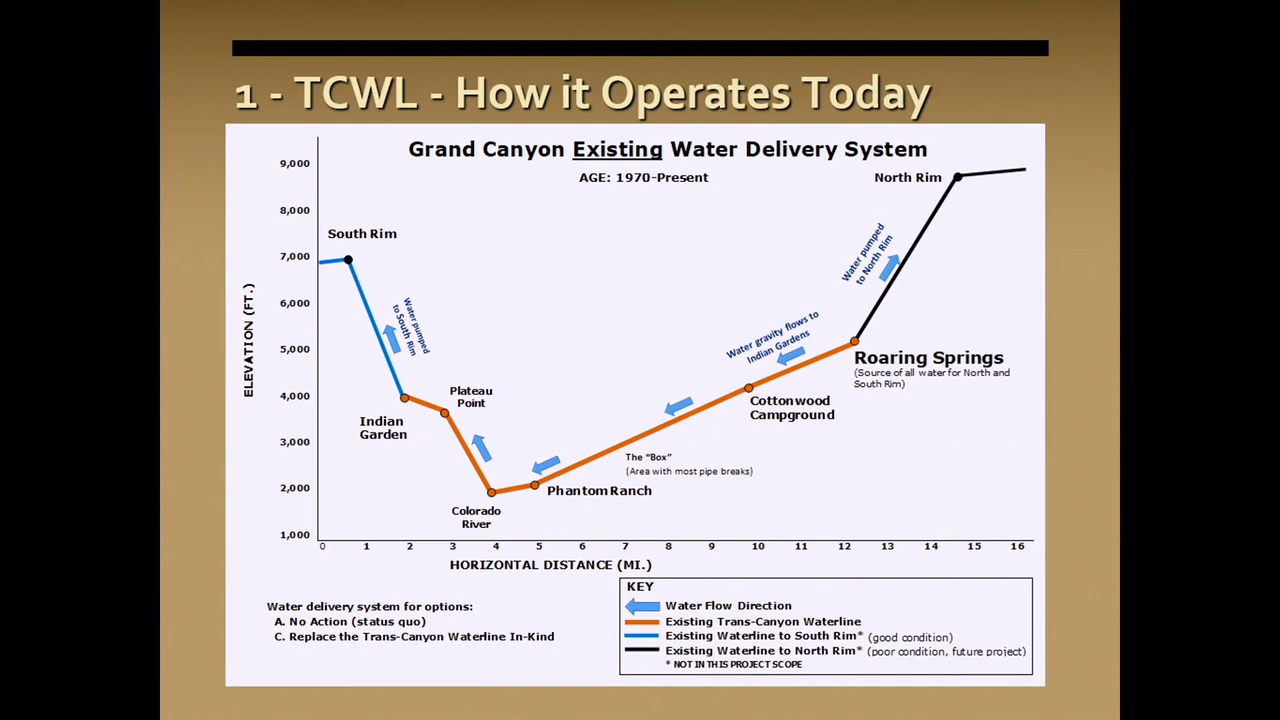 1 - TCWL - How it Operates Today
Grand Canyon Existing Water Delivery System
AGE: 1970-Present
ELEVATION (FT.)
9,000
8,000
7,000
6,000
5,000
4,000
3,000
2,000
1,000
South Rim
Water pumped
to South Rim
Indian
Garden
Plateau
Point
Colorado
River
Phantom Ranch
The “Box”
(Area with most pipe breaks)
Cottonwood
Campground
Water gravity flows to
Indian Gardens
Roaring Springs
(Source of all water for North and
South Rim)
Water pumped
to North Rim
North Rim
0 1 2 3 4 5 6 7 8 9 10 11 12 13 14 15 16
HORIZONTAL DISTANCE (MI.)
Water delivery system for options:
A. No Action (status quo)
C. Replace the Trans-Canyon Waterline In-Kind
KEY
Water Flow Direction
Existing Trans-Canyon Waterline
Existing Waterline to South Rim* (good condition)
Existing Waterline to North Rim* (poor condition, future project)
* NOT IN THIS PROJECT SCOPE